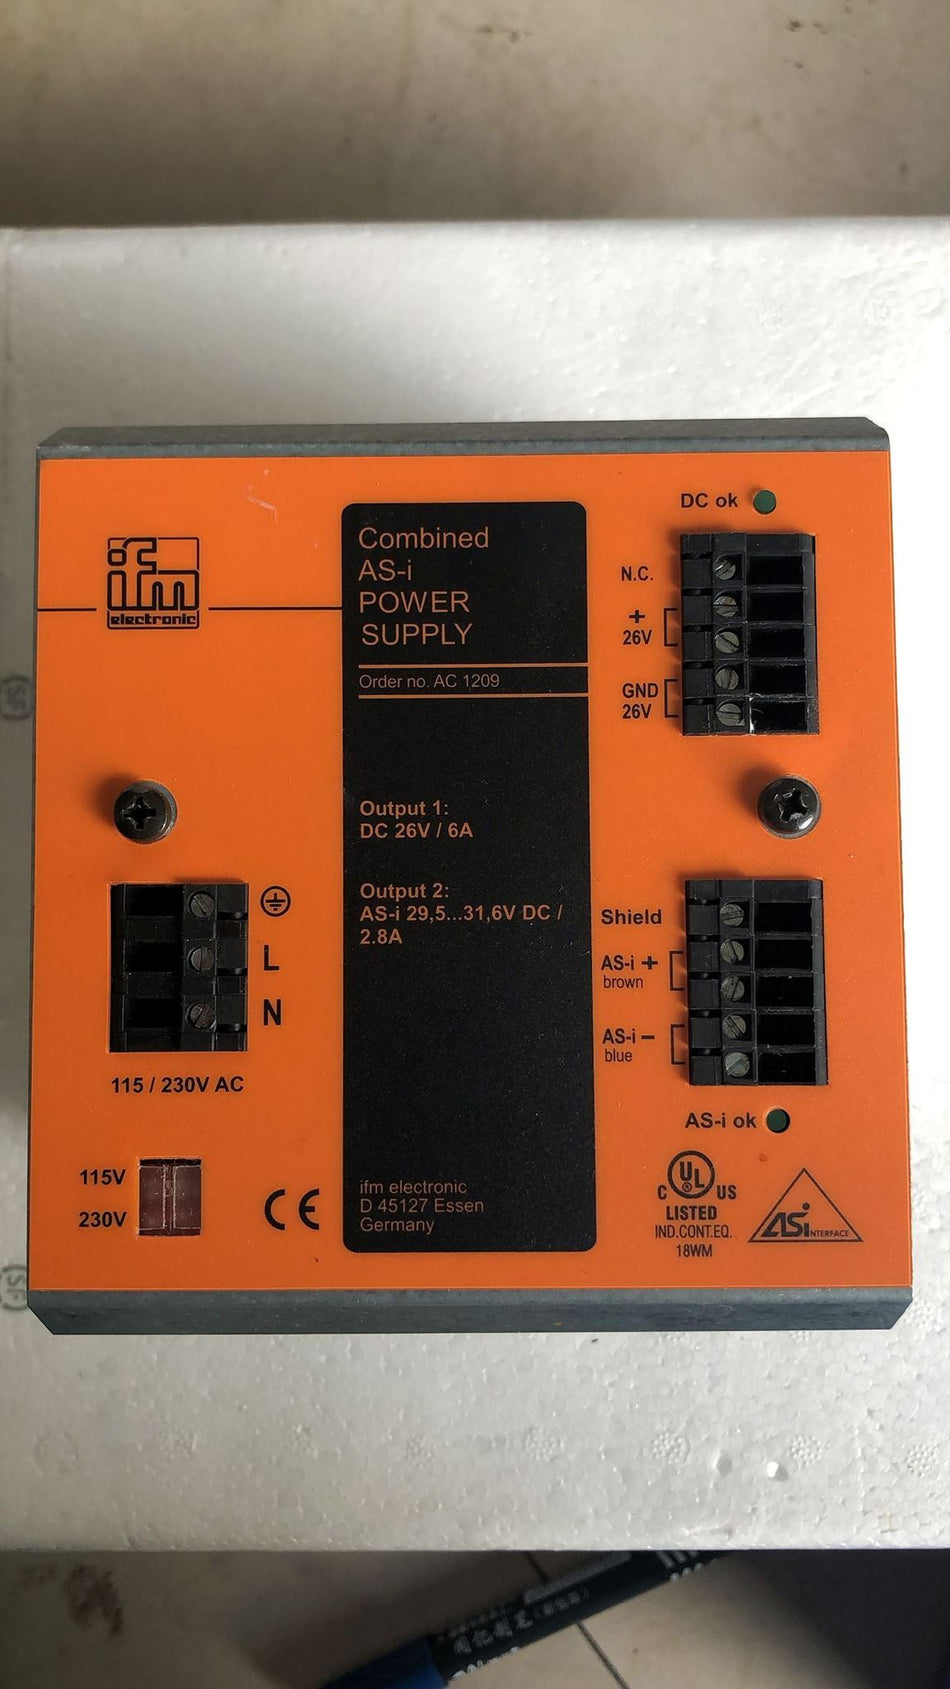 ifm
electronic
Combined
AS-i
POWER
SUPPLY
Order no. AC 1209
Output 1:
DC 26V / 6A
Output 2:
AS-i 29,5...31,6V DC /
2.8A
ifm electronic
D 45127 Essen
Germany
L
N
115 / 230V AC
115V
230V
CE
DC ok
N.C.
+
26V
GND
26V
Shield
AS-i +
brown
AS-i −
blue
AS-i ok
C UL US
LISTED
IND.CONT.EQ.
18WM
ASi INTERFACE